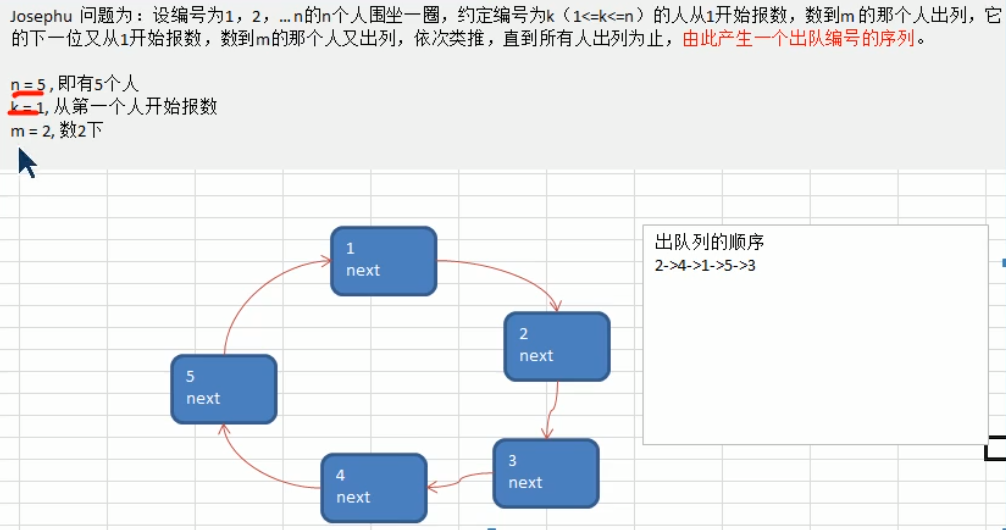 Josephu 问题为：设编号为1，2，… n的n个人围坐一圈，约定编号为k（1<=k<=n）的人从1开始报数，数到m 的那个人出列，它
的下一位又从1开始报数，数到m的那个人又出列，依次类推，直到所有人出列为止，由此产生一个出队编号的序列。
n = 5 , 即有5个人
k = 1, 从第一个人开始报数
m = 2, 数2下
出队列的顺序
2->4->1->5->3
1
next
2
next
5
next
3
next
4
next